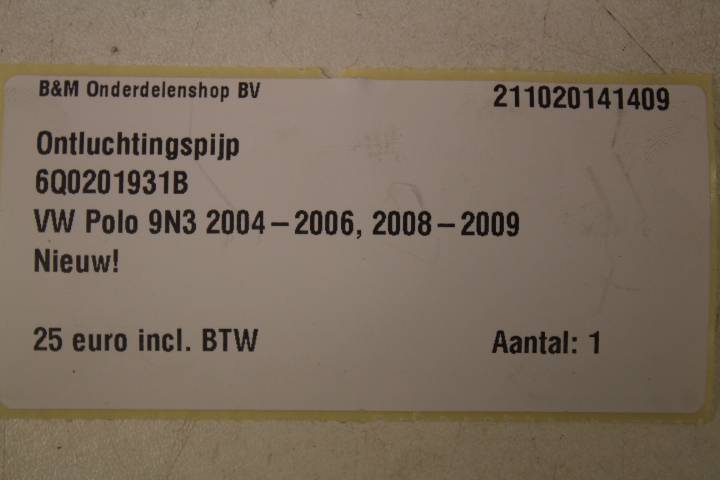 B&M Onderdelenshop BV 211020141409
Ontluchtingspijp
6Q0201931B
VW Polo 9N3 2004-2006, 2008-2009
Nieuw!
25 euro incl. BTW Aantal: 1